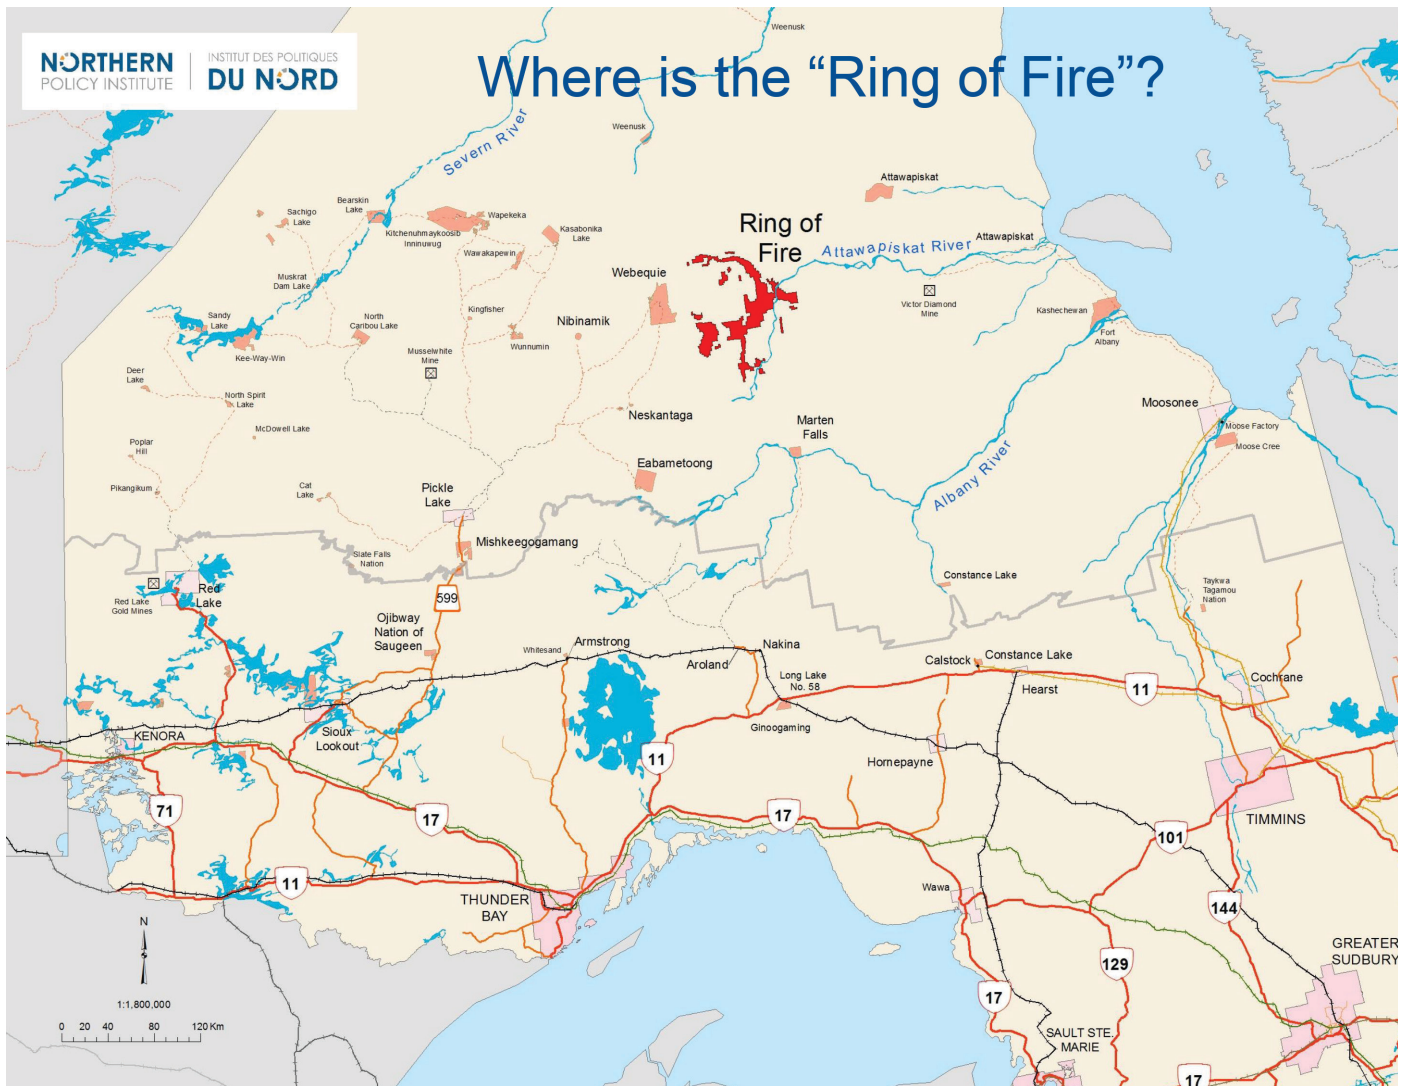 NORTHERN
POLICY INSTITUTE
INSTITUT DES POLITIQUES
DU NORD
Where is the “Ring of Fire”?
Weenusk
Weenusk
Severn River
Attawapiskat
Bearskin
Lake
Sachigo
Lake
Wapekeka
Kitchenuhmaykoosib
Inninuwug
Kasabonika
Lake
Wawakapewin
Ring of
Fire
Attawapiskat River
Attawapiskat
Muskrat
Dam Lake
Webequie
Victor Diamond
Mine
Kashechewan
Fort
Albany
Sandy
Lake
North
Caribou Lake
Kingfisher
Nibinamik
Wunnumin
Kee-Way-Win
Musselwhite
Mine
Deer
Lake
North Spirit
Lake
McDowell Lake
Neskantaga
Marten
Falls
Moosonee
Moose Factory
Moose Cree
Poplar
Hill
Pikangikum
Cat
Lake
Pickle
Lake
Eabametoong
Albany River
Mishkeegogamang
Slate Falls
Nation
Constance Lake
Taykwa
Tagamou
Nation
Red Lake
Gold Mines
Red
Lake
599
Ojibway
Nation of
Saugeen
Whitesand
Armstrong
Nakina
Aroland
Long Lake
No. 58
Calstock
Constance Lake
Hearst
11
Cochrane
Ginoogaming
KENORA
Sioux
Lookout
11
Hornepayne
71
17
17
TIMMINS
101
11
THUNDER
BAY
Wawa
144
GREATER
SUDBURY
129
17
SAULT STE.
MARIE
17
N
1:1,800,000
0 20 40 80 120 Km